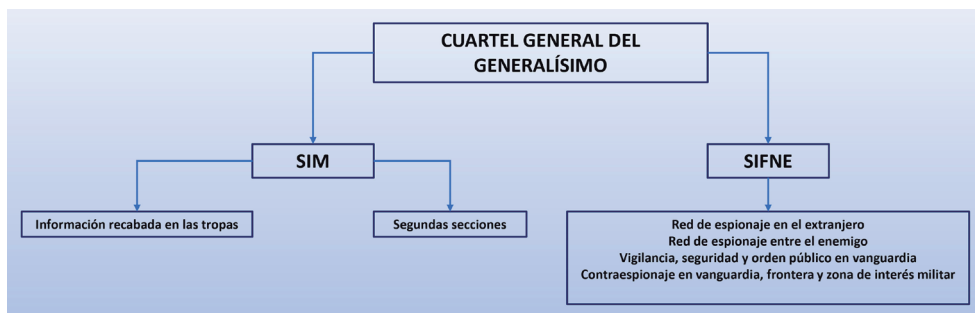 CUARTEL GENERAL DEL
GENERALÍSIMO
SIM
SIFNE
Información recabada en las tropas
Segundas secciones
Red de espionaje en el extranjero
Red de espionaje entre el enemigo
Vigilancia, seguridad y orden público en vanguardia
Contraespionaje en vanguardia, frontera y zona de interés militar